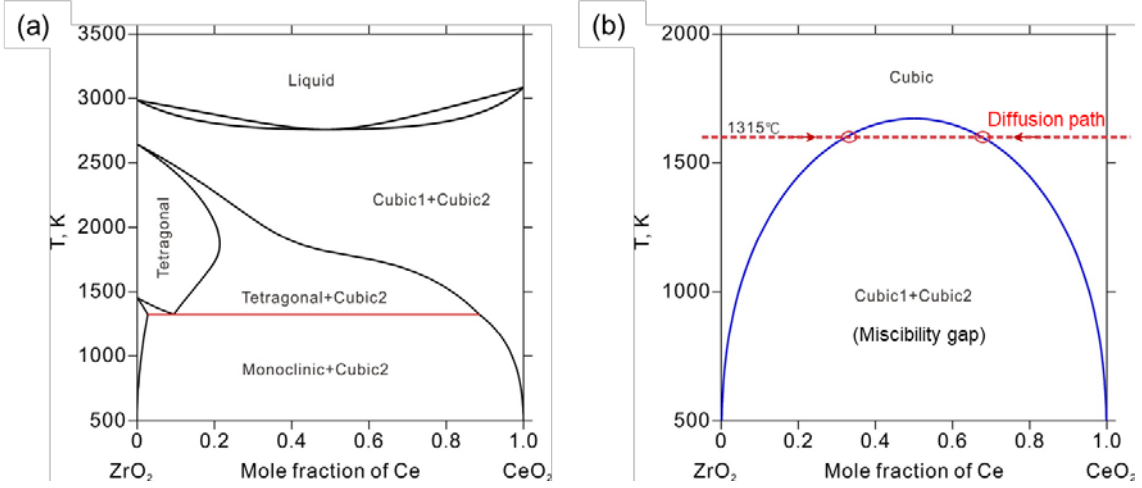 (a)
3500
3000
2500
2000
1500
1000
500
T, K
Liquid
Cubic1+Cubic2
Tetragonal
Tetragonal+Cubic2
Monoclinic+Cubic2
0
0.2
0.4
0.6
0.8
1.0
ZrO₂
Mole fraction of Ce
CeO₂
(b)
2000
1500
1000
500
T, K
Cubic
1315℃
Diffusion path
Cubic1+Cubic2
(Miscibility gap)
0
0.2
0.4
0.6
0.8
1.0
ZrO₂
Mole fraction of Ce
CeO₂